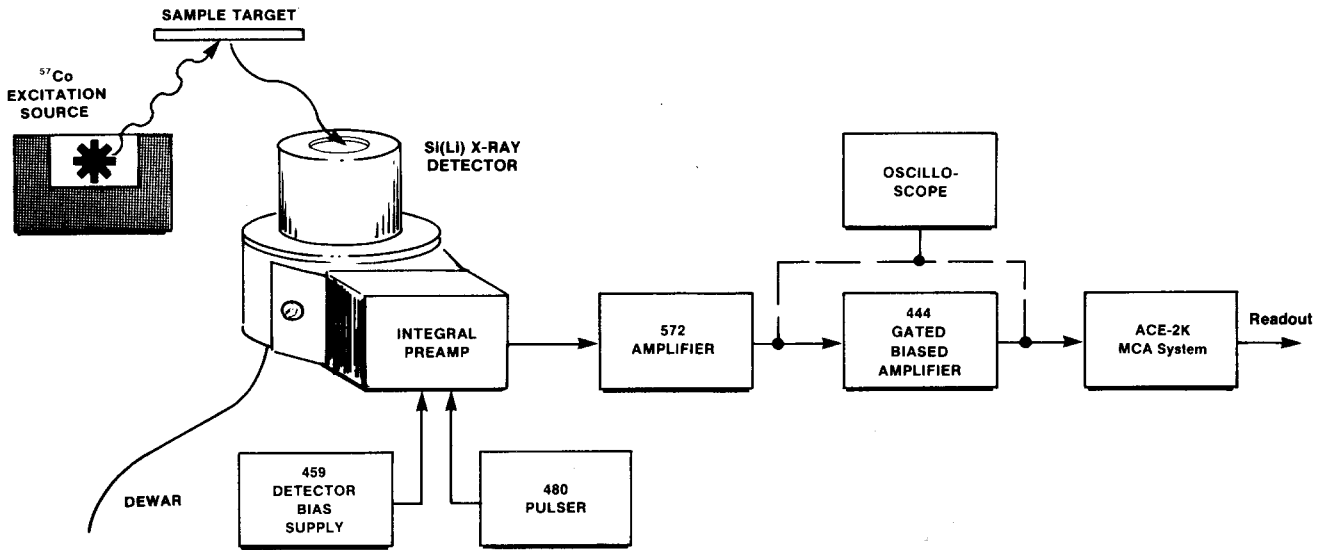 SAMPLE TARGET
57Co
EXCITATION
SOURCE
Si(Li) X-RAY
DETECTOR
OSCILLO-
SCOPE
INTEGRAL
PREAMP
572
AMPLIFIER
444
GATED
BIASED
AMPLIFIER
ACE-2K
MCA System
Readout
DEWAR
459
DETECTOR
BIAS
SUPPLY
480
PULSER